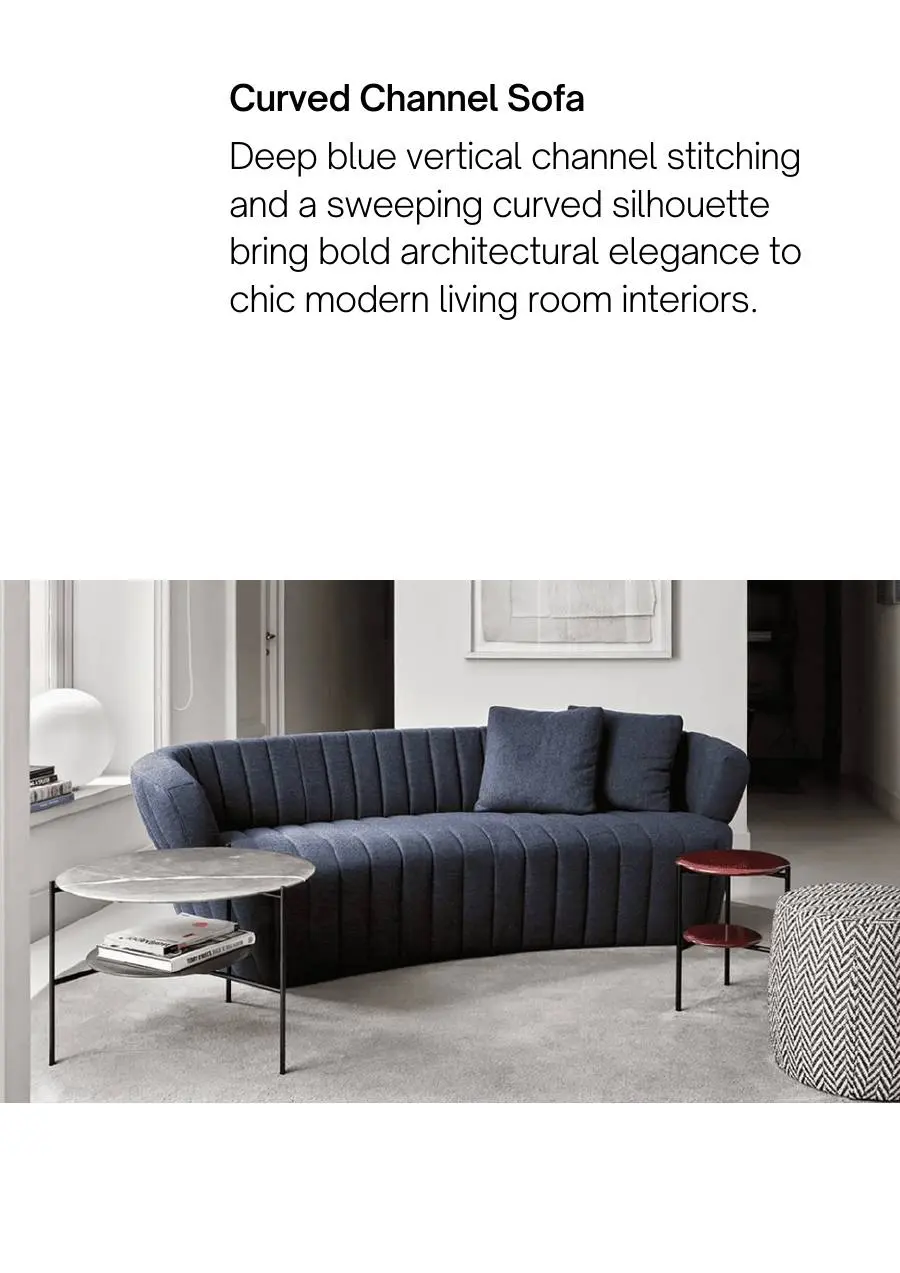 Curved Channel Sofa
Deep blue vertical channel stitching
and a sweeping curved silhouette
bring bold architectural elegance to
chic modern living room interiors.